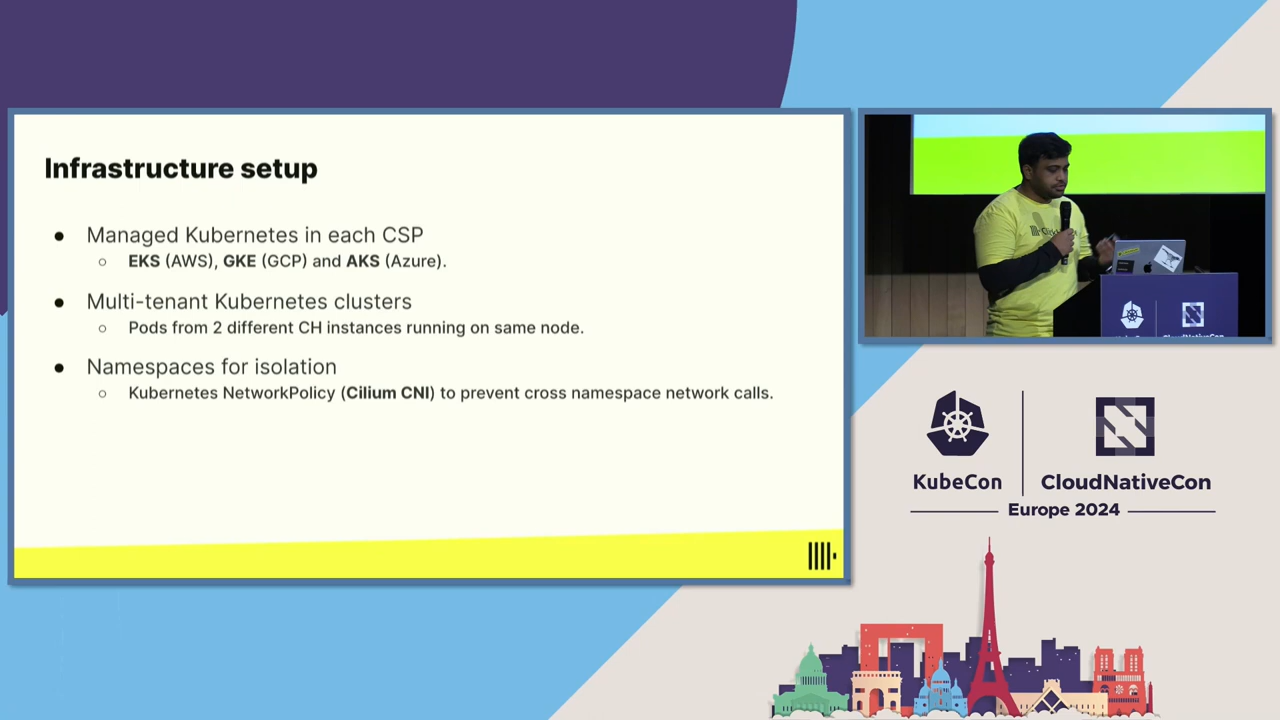 Infrastructure setup
● Managed Kubernetes in each CSP
○ EKS (AWS), GKE (GCP) and AKS (Azure).
● Multi-tenant Kubernetes clusters
○ Pods from 2 different CH instances running on same node.
● Namespaces for isolation
○ Kubernetes NetworkPolicy (Cilium CNI) to prevent cross namespace network calls.
KubeCon
CloudNativeCon
Europe 2024